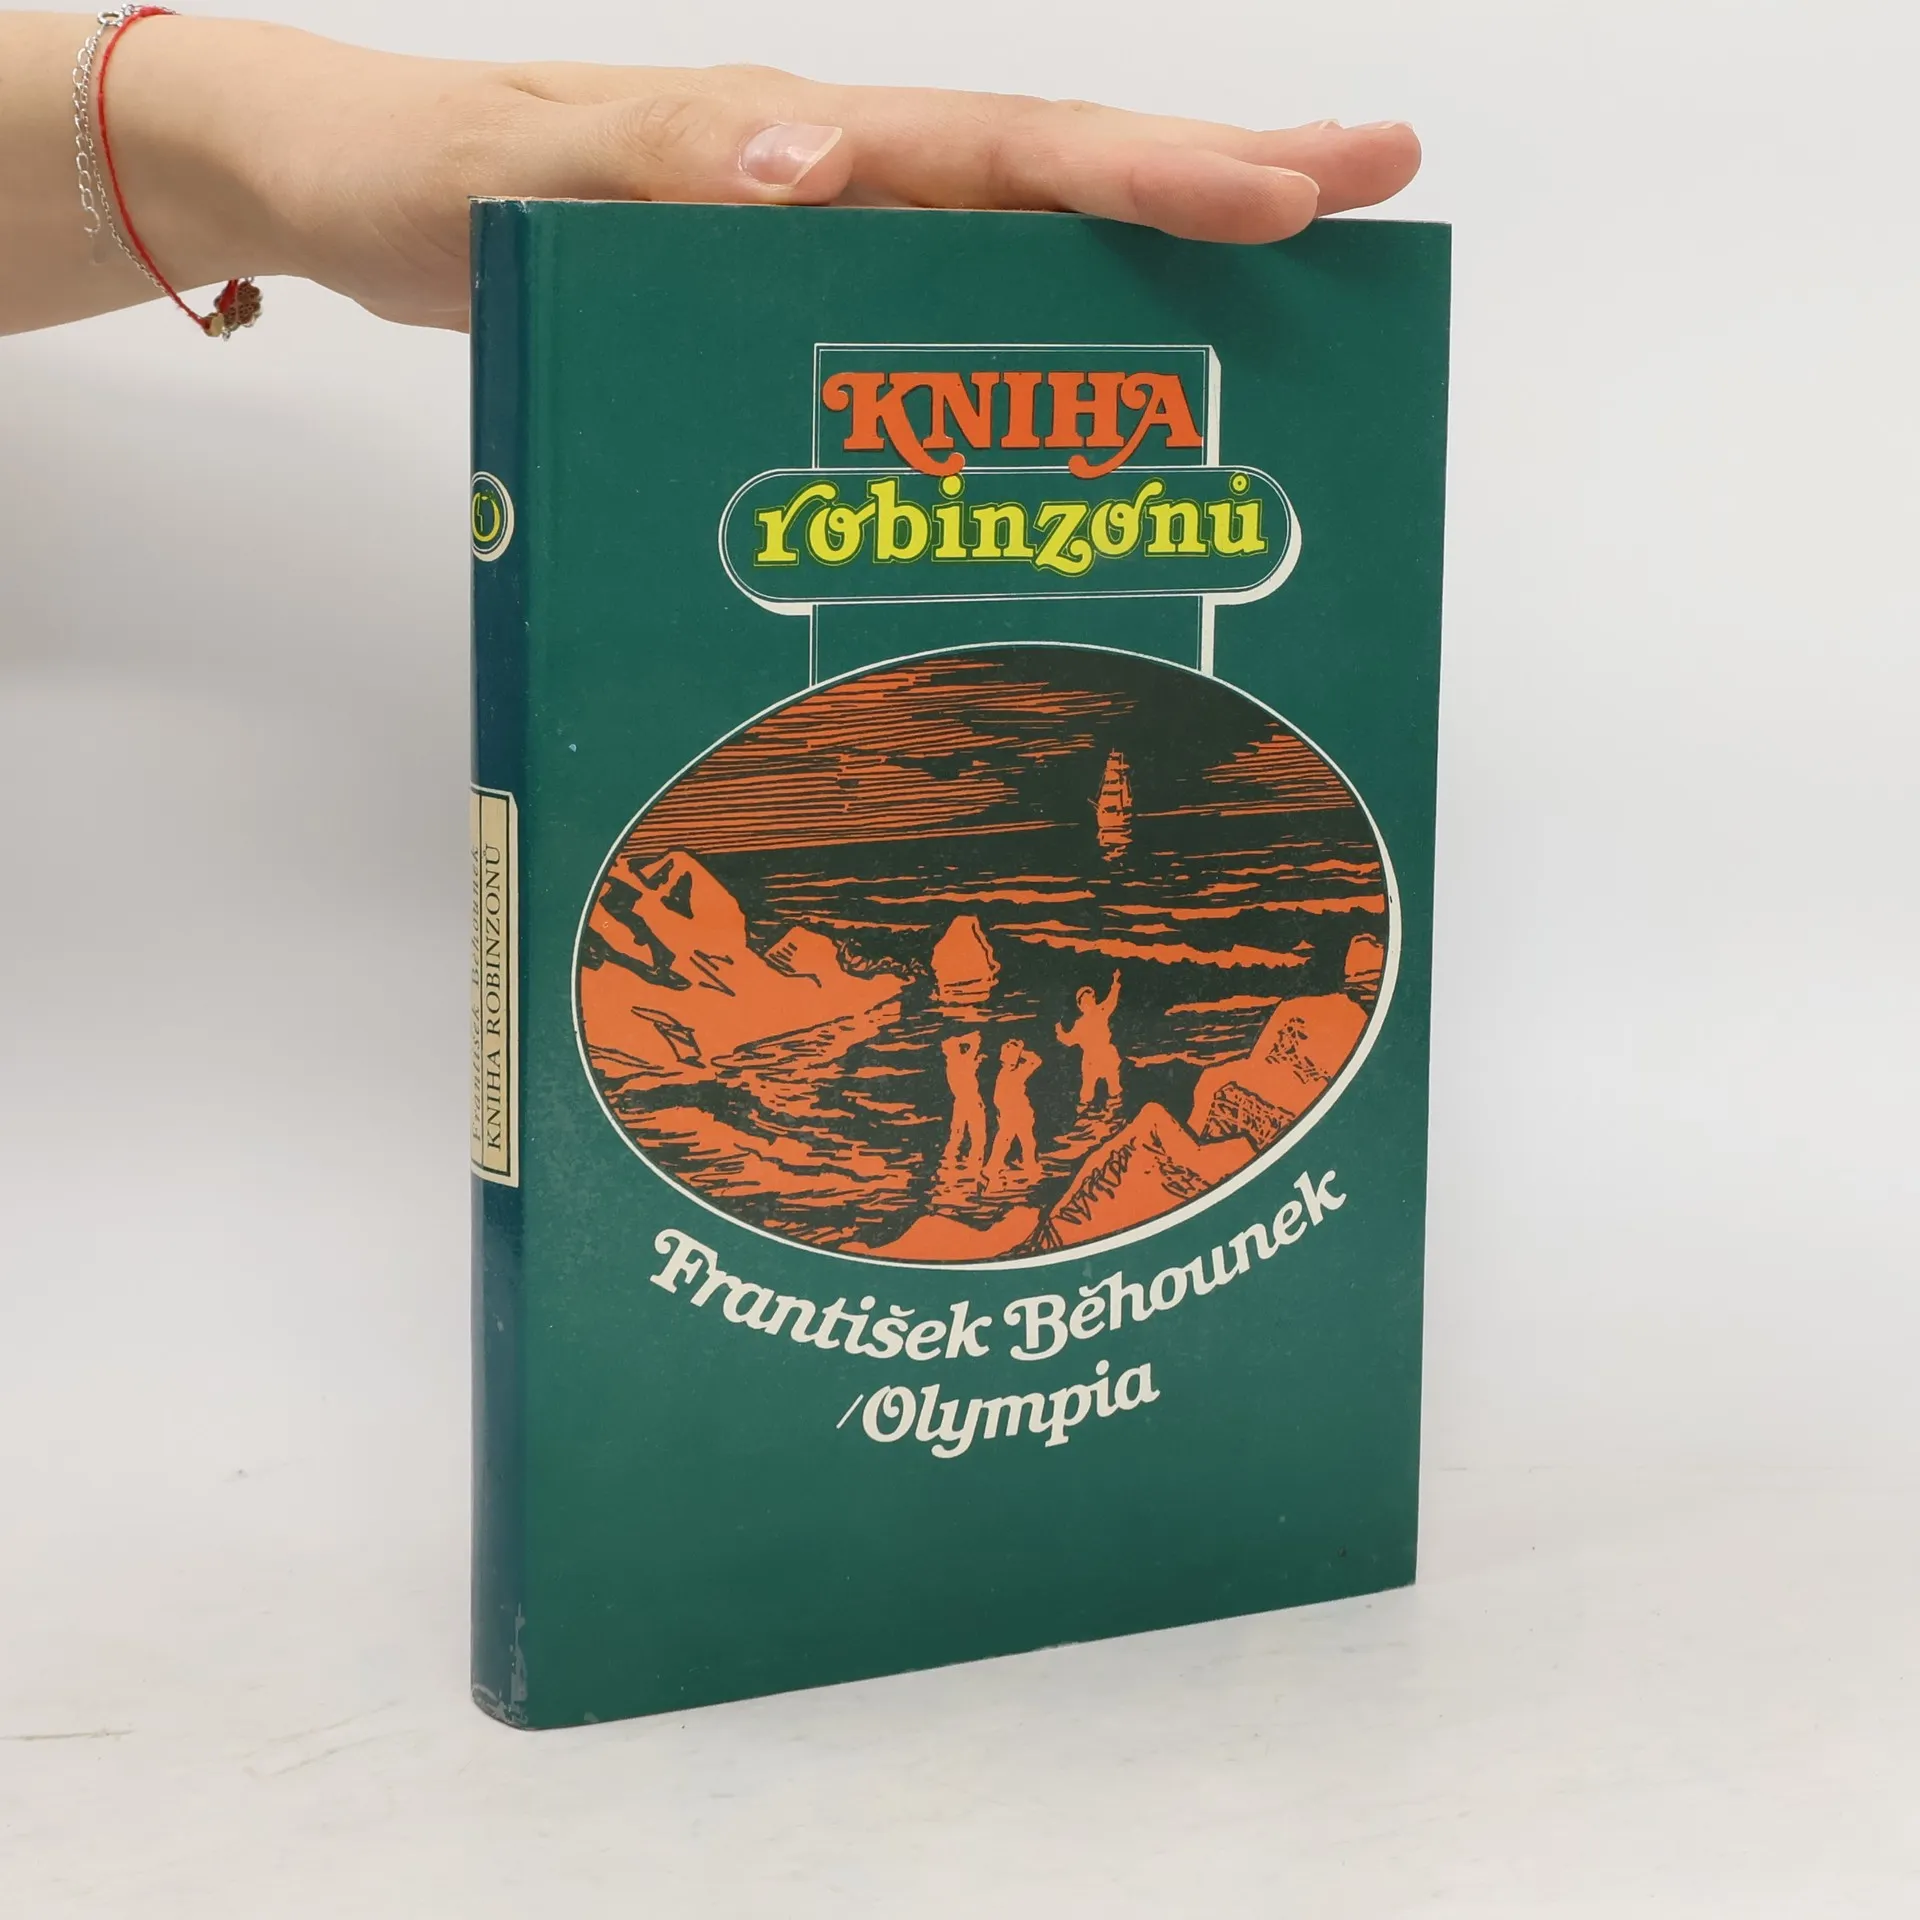 KNIHA
robinzonů
František Běhounek
/Olympia
František Běhounek
KNIHA ROBINZONŮ